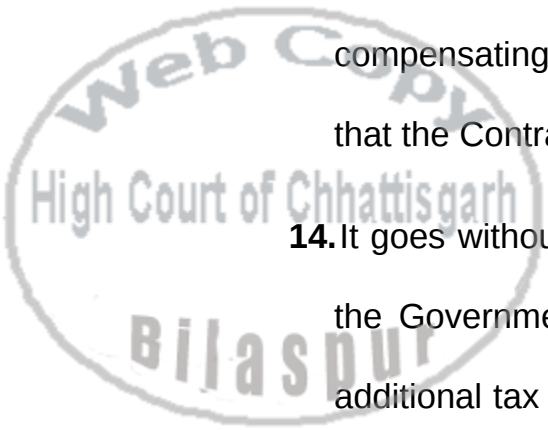 Web Copy
compensating
that the Contra
High Court of Chhattisgarh
14. It goes withou
the Governme
Bilaspur
additional tax